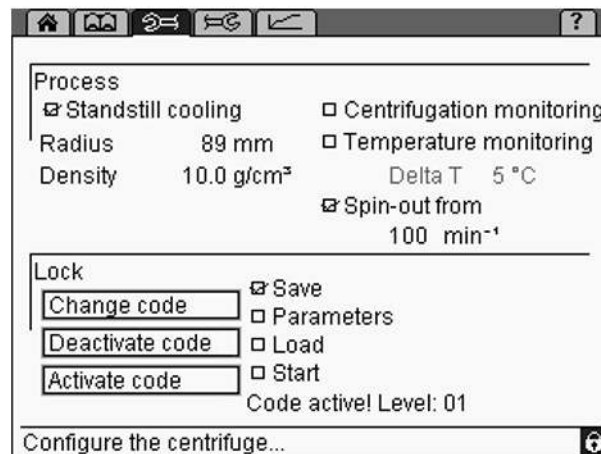 ?
Process
Standstill cooling
Centrifugation monitoring
Radius 89 mm
Temperature monitoring
Density 10.0 g/cm³
Delta T 5 °C
Spin-out from
100 min⁻¹
Lock
Save
Change code
Parameters
Deactivate code
Load
Activate code
Start
Code active! Level: 01
Configure the centrifuge...